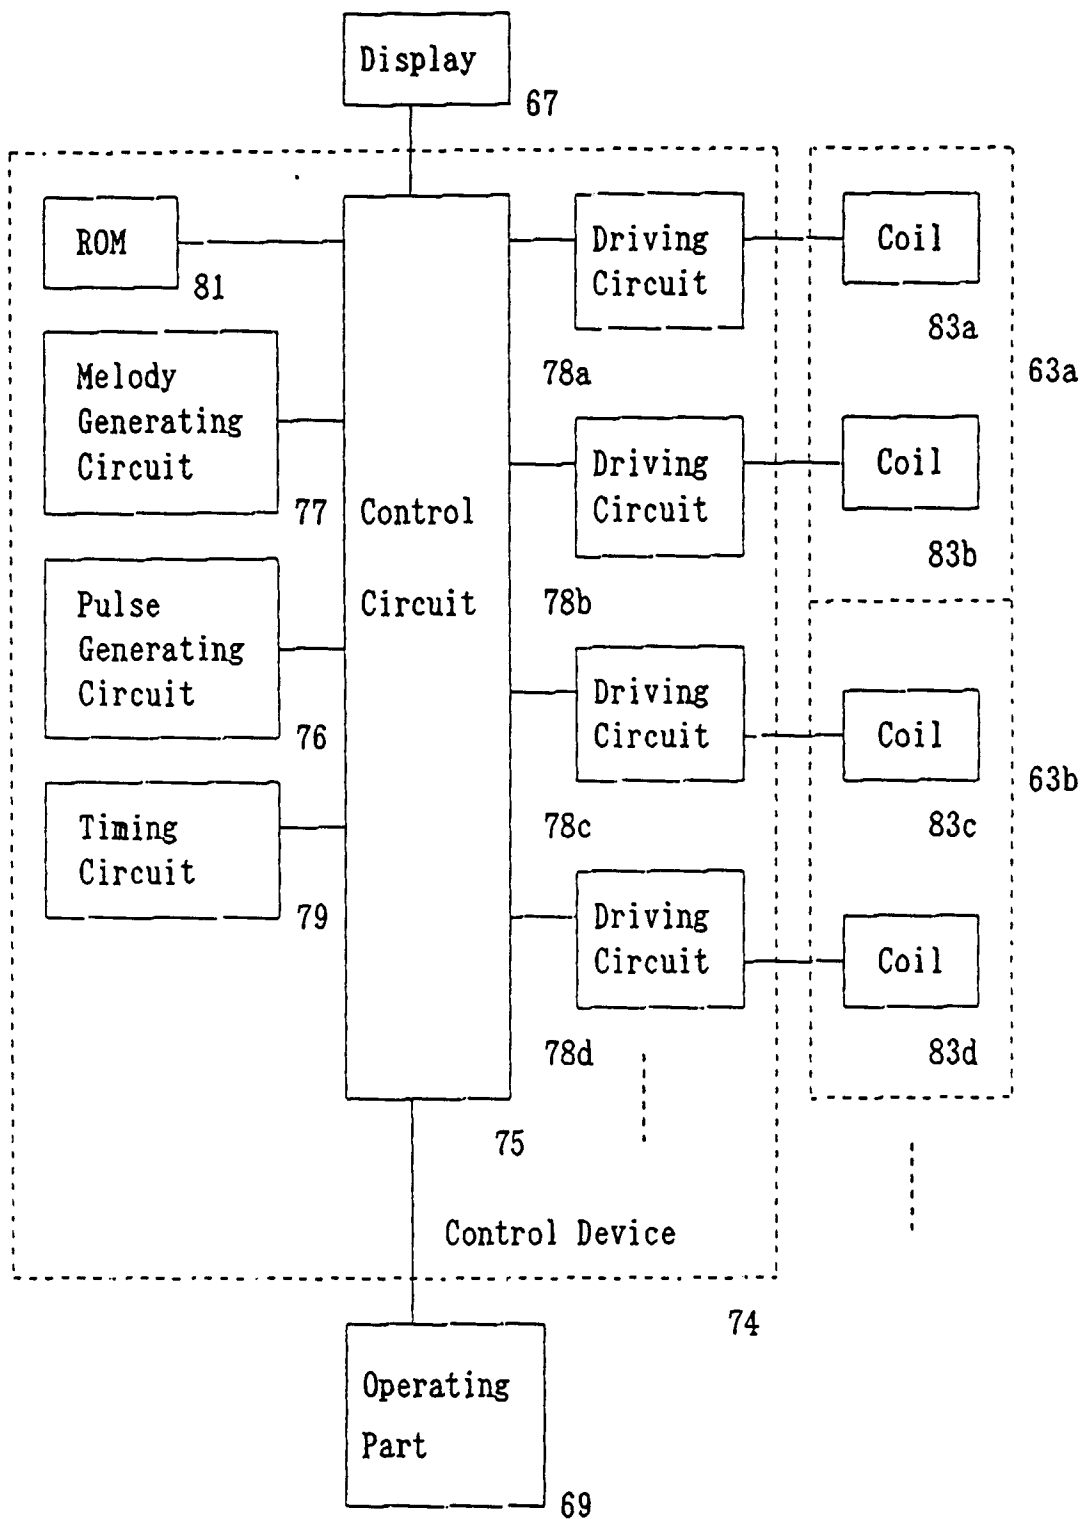 Display
67
ROM
81
Melody
Generating
Circuit
77
Pulse
Generating
Circuit
76
Timing
Circuit
79
Control
Circuit
75
Driving
Circuit
78a
Driving
Circuit
78b
Driving
Circuit
78c
Driving
Circuit
78d
Coil
83a
Coil
83b
63a
Coil
83c
Coil
83d
63b
Control Device
74
Operating
Part
69